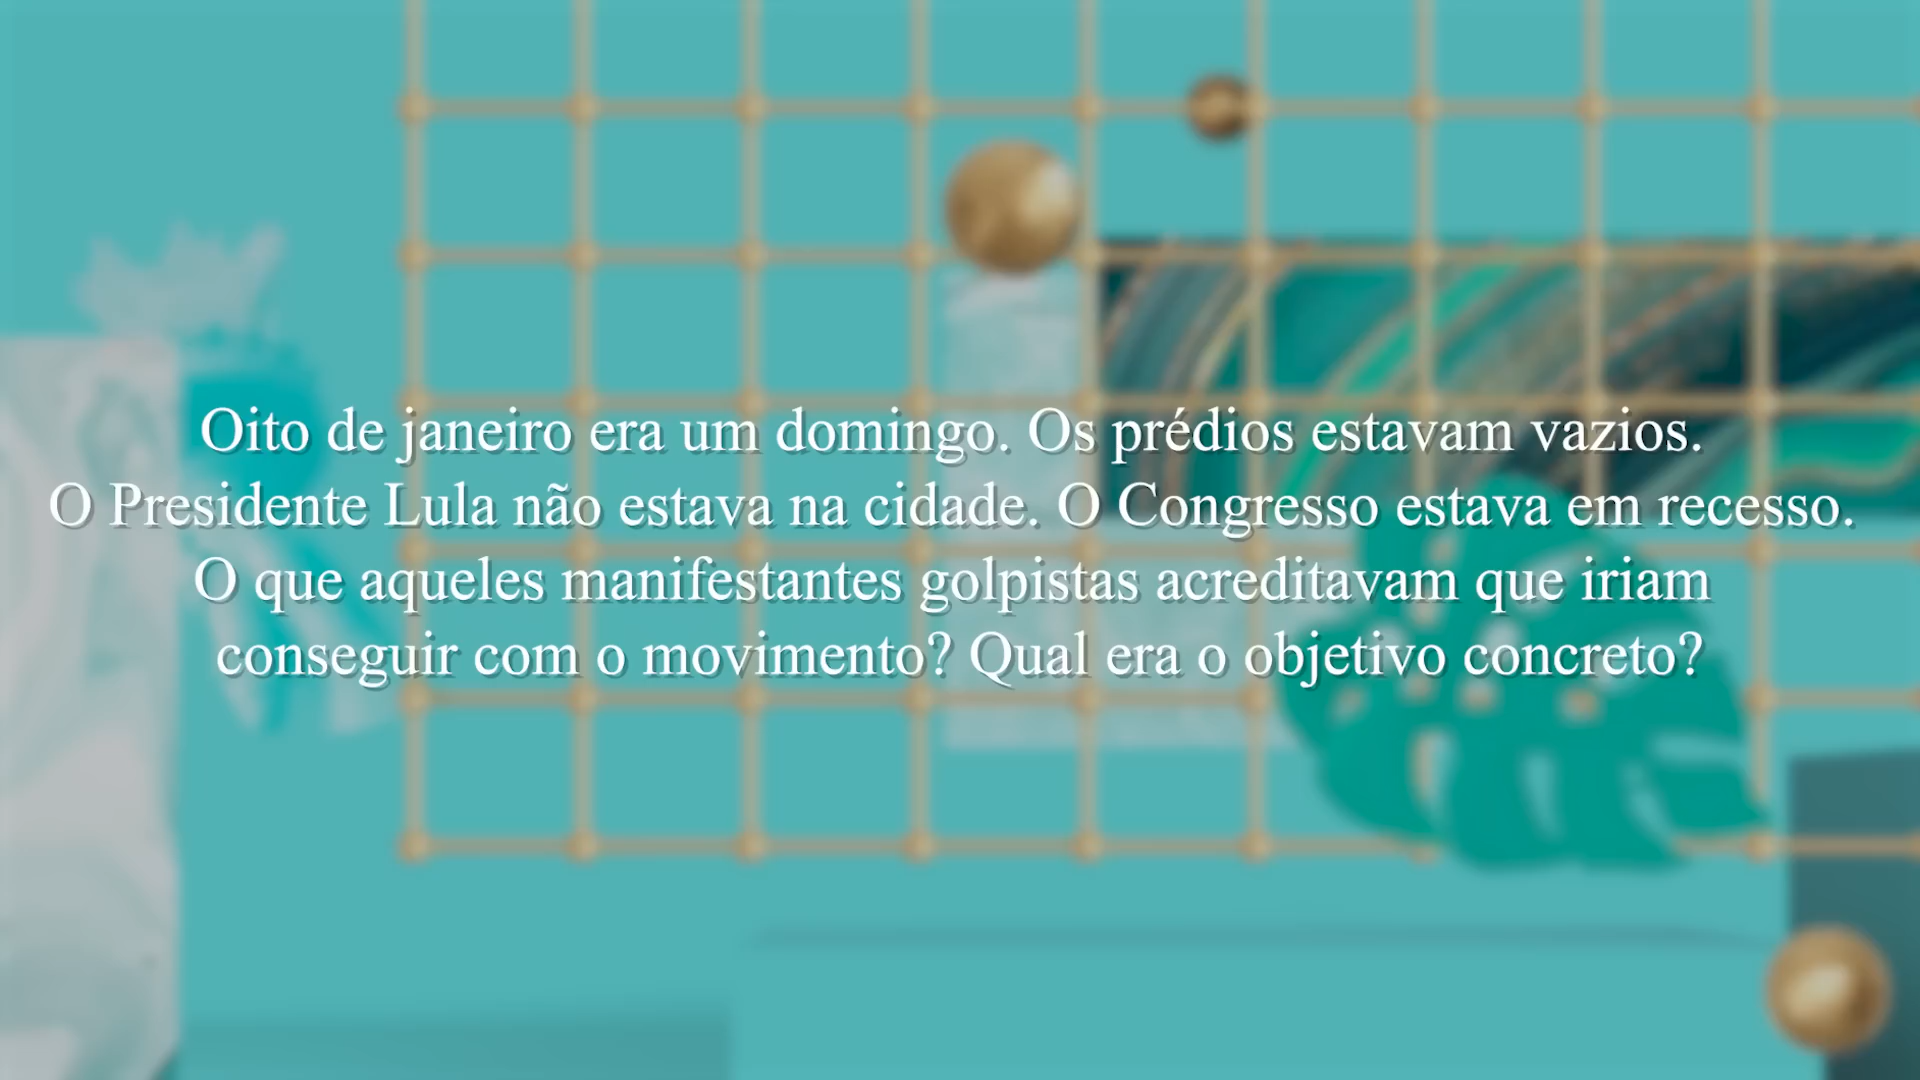 Oito de janeiro era um domingo. Os prédios estavam vazios.
O Presidente Lula não estava na cidade. O Congresso estava em recesso.
O que aqueles manifestantes golpistas acreditavam que iriam
conseguir com o movimento? Qual era o objetivo concreto?